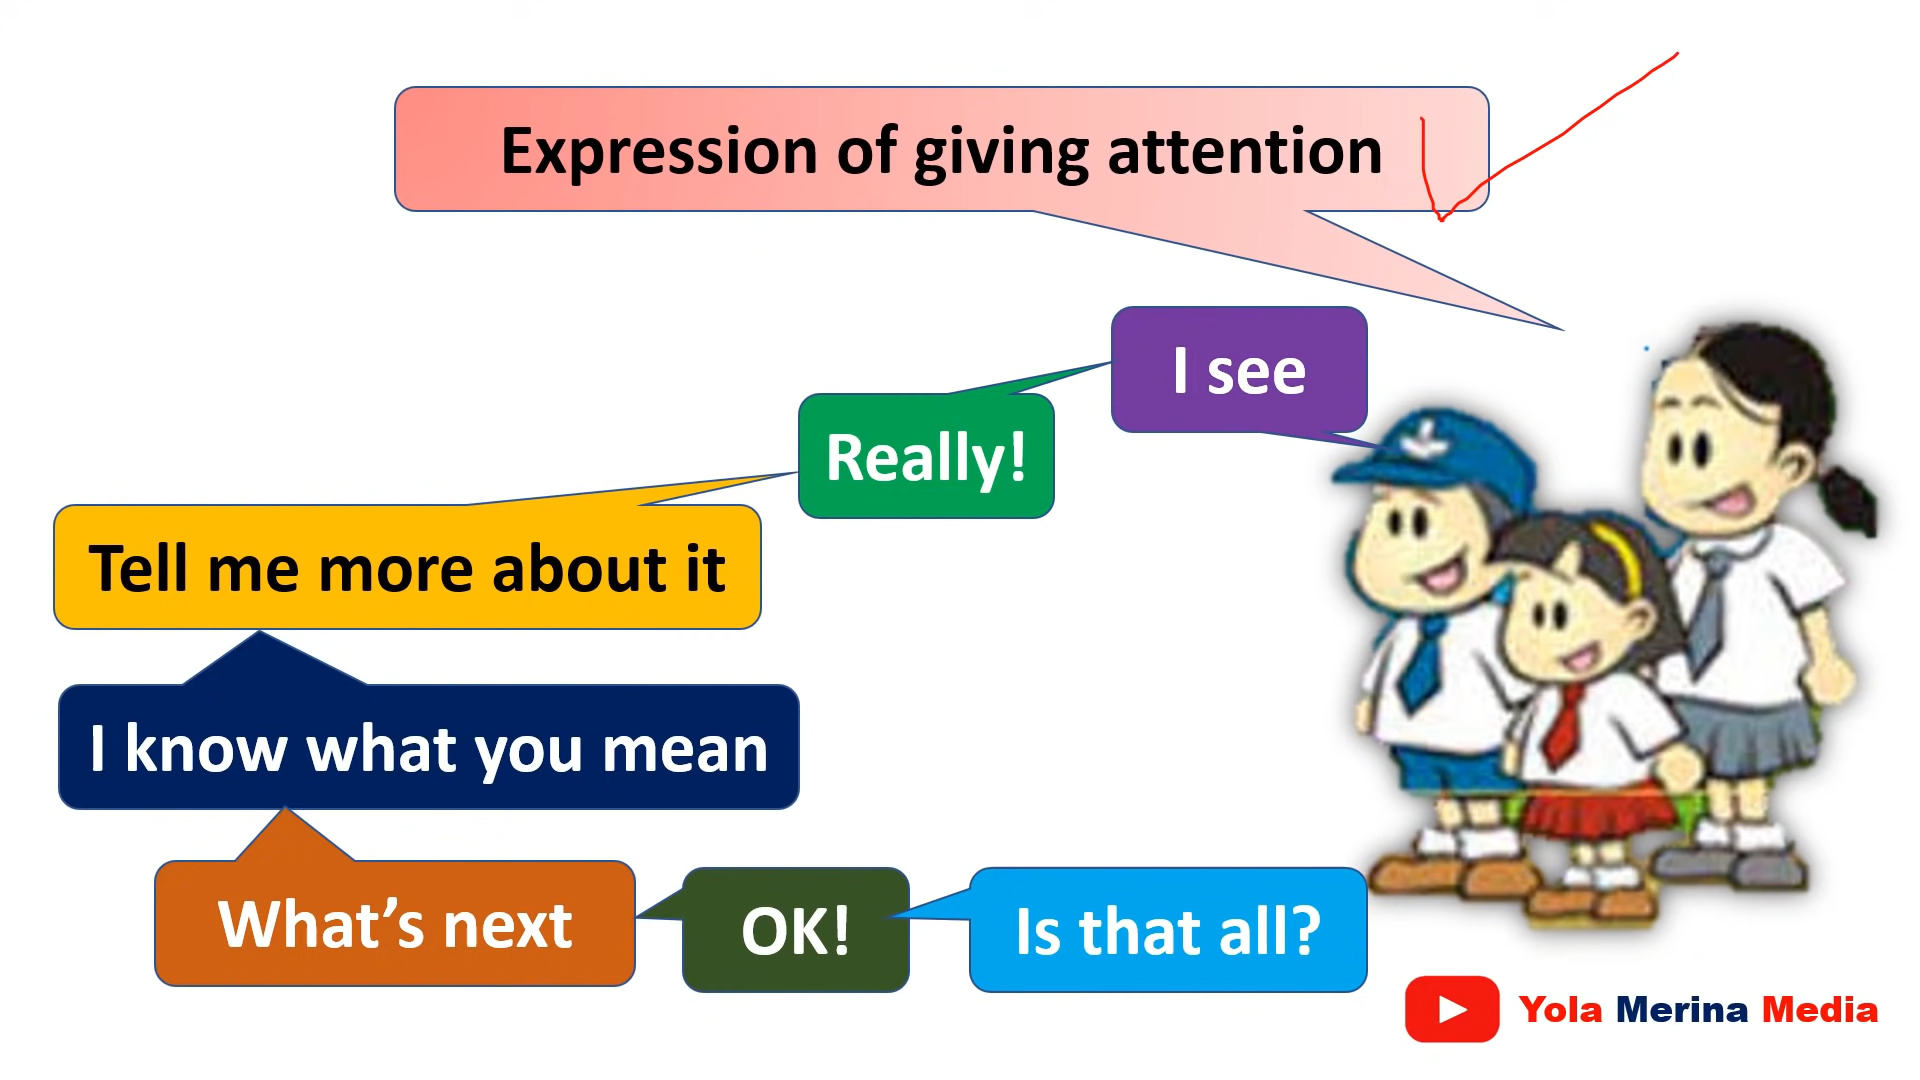 Expression of giving attention
I see
Really!
Tell me more about it
I know what you mean
What’s next
OK!
Is that all?
Yola Merina Media